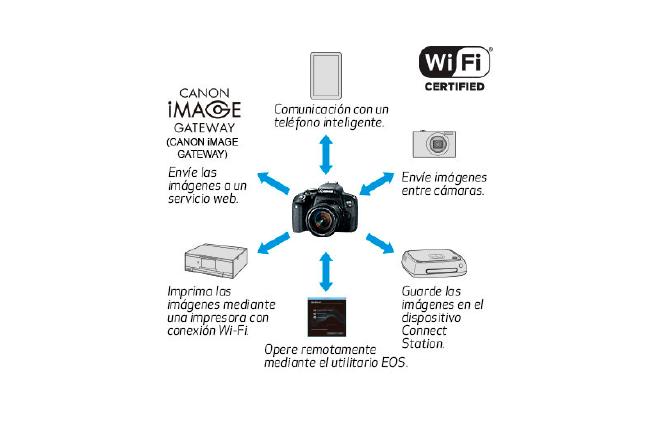 Wi Fi
CERTIFIED
CANON
iMAGE
GATEWAY
(CANON iMAGE
GATEWAY)
Envíe las
imágenes a un
servicio web.
Comunicación con un
teléfono inteligente.
Envíe imágenes
entre cámaras.
Imprima las
imágenes mediante
una impresora con
conexión Wi-Fi.
Opere remotamente
mediante el utilitario EOS.
Guarde las
imágenes en el
dispositivo
Connect
Station.